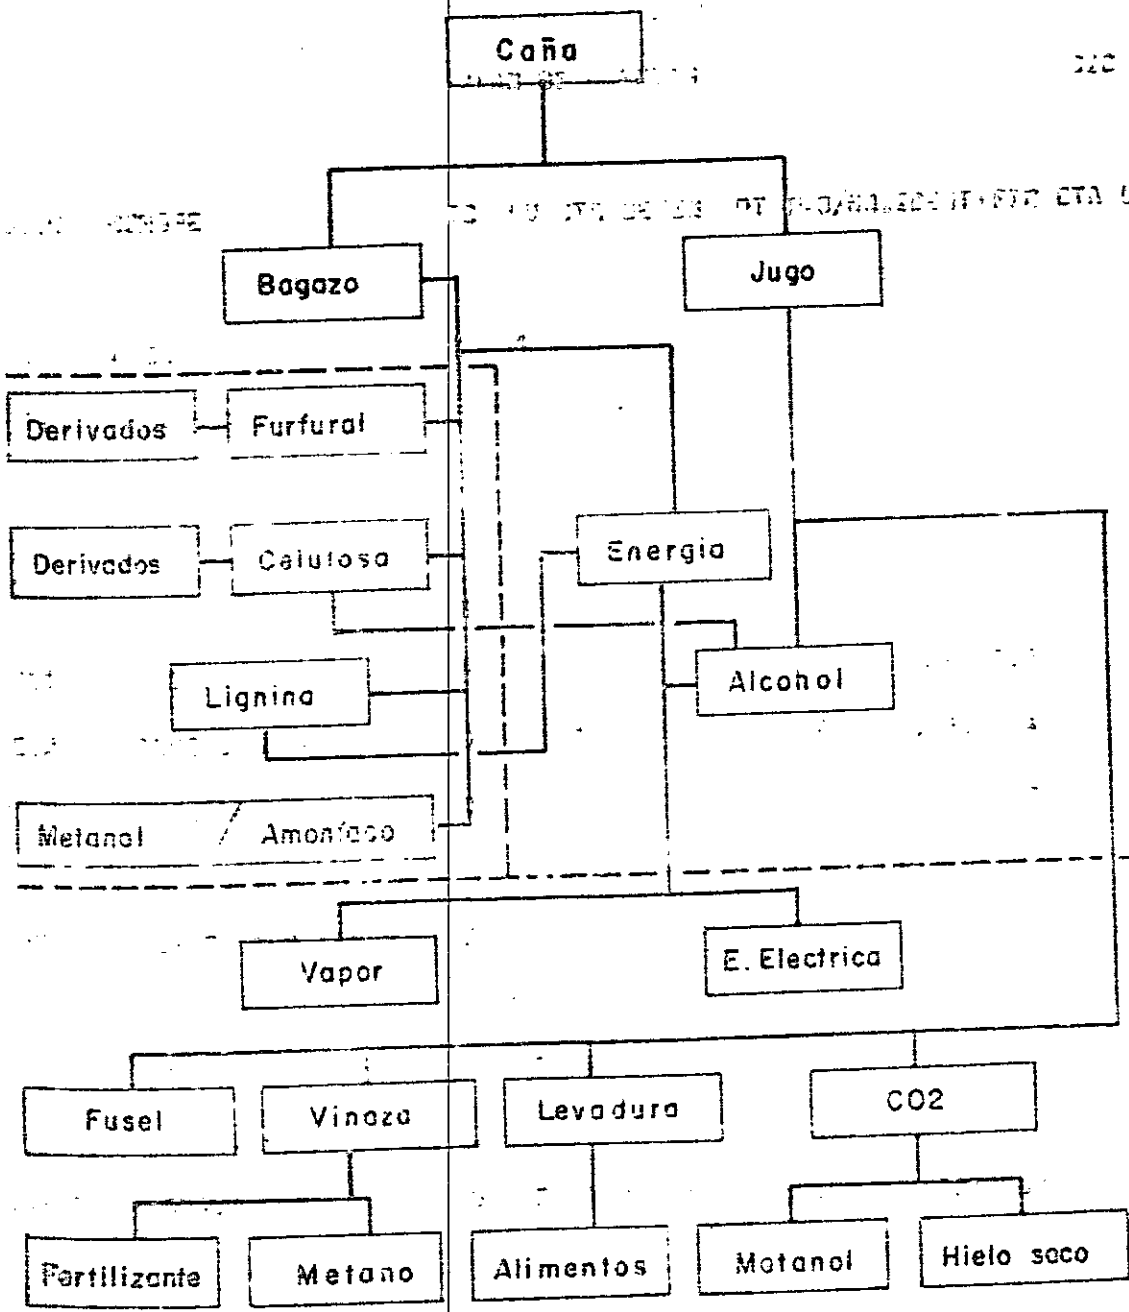 Caña
Bagazo
Jugo
Derivados
Furfural
Derivados
Celulosa
Energia
Lignina
Alcohol
Metanol / Amoníaco
Vapor
E. Electrica
Fusel
Vinaza
Levadura
CO2
Fertilizante
Metano
Alimentos
Metanol
Hielo seco